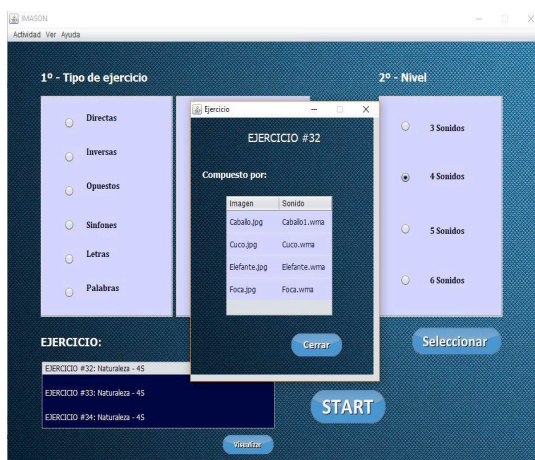 IMASON
Actividad Ver Ayuda
1º - Tipo de ejercicio
2º - Nivel
Directas
Inversas
Opuestos
Sinfones
Letras
Palabras
Ejercicio
EJERCICIO #32
Compuesto por:
Imagen Sonido
Caballo.jpg Caballo1.wma
Cuco.jpg Cuco.wma
Elefante.jpg Elefante.wma
Foca.jpg Foca.wma
Cerrar
3 Sonidos
4 Sonidos
5 Sonidos
6 Sonidos
Seleccionar
EJERCICIO:
EJERCICIO #32: Naturaleza - 4S
EJERCICIO #33: Naturaleza - 4S
EJERCICIO #34: Naturaleza - 4S
START
Visualizar